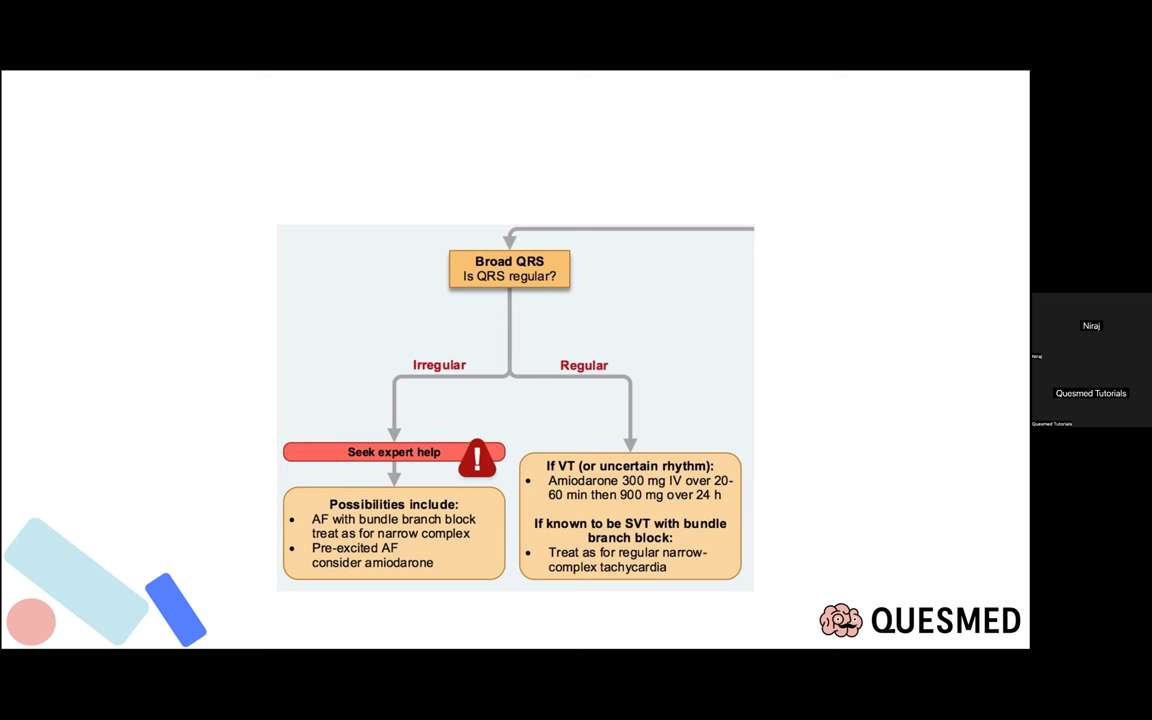 Broad QRS
Is QRS regular?
Irregular
Regular
Seek expert help
!
Possibilities include:
• AF with bundle branch block
treat as for narrow complex
• Pre-excited AF
consider amiodarone
If VT (or uncertain rhythm):
• Amiodarone 300 mg IV over 20-
60 min then 900 mg over 24 h
If known to be SVT with bundle
branch block:
• Treat as for regular narrow-
complex tachycardia
QUESMED
Niraj
Niraj
Quesmed Tutorials
Quesmed Tutorials